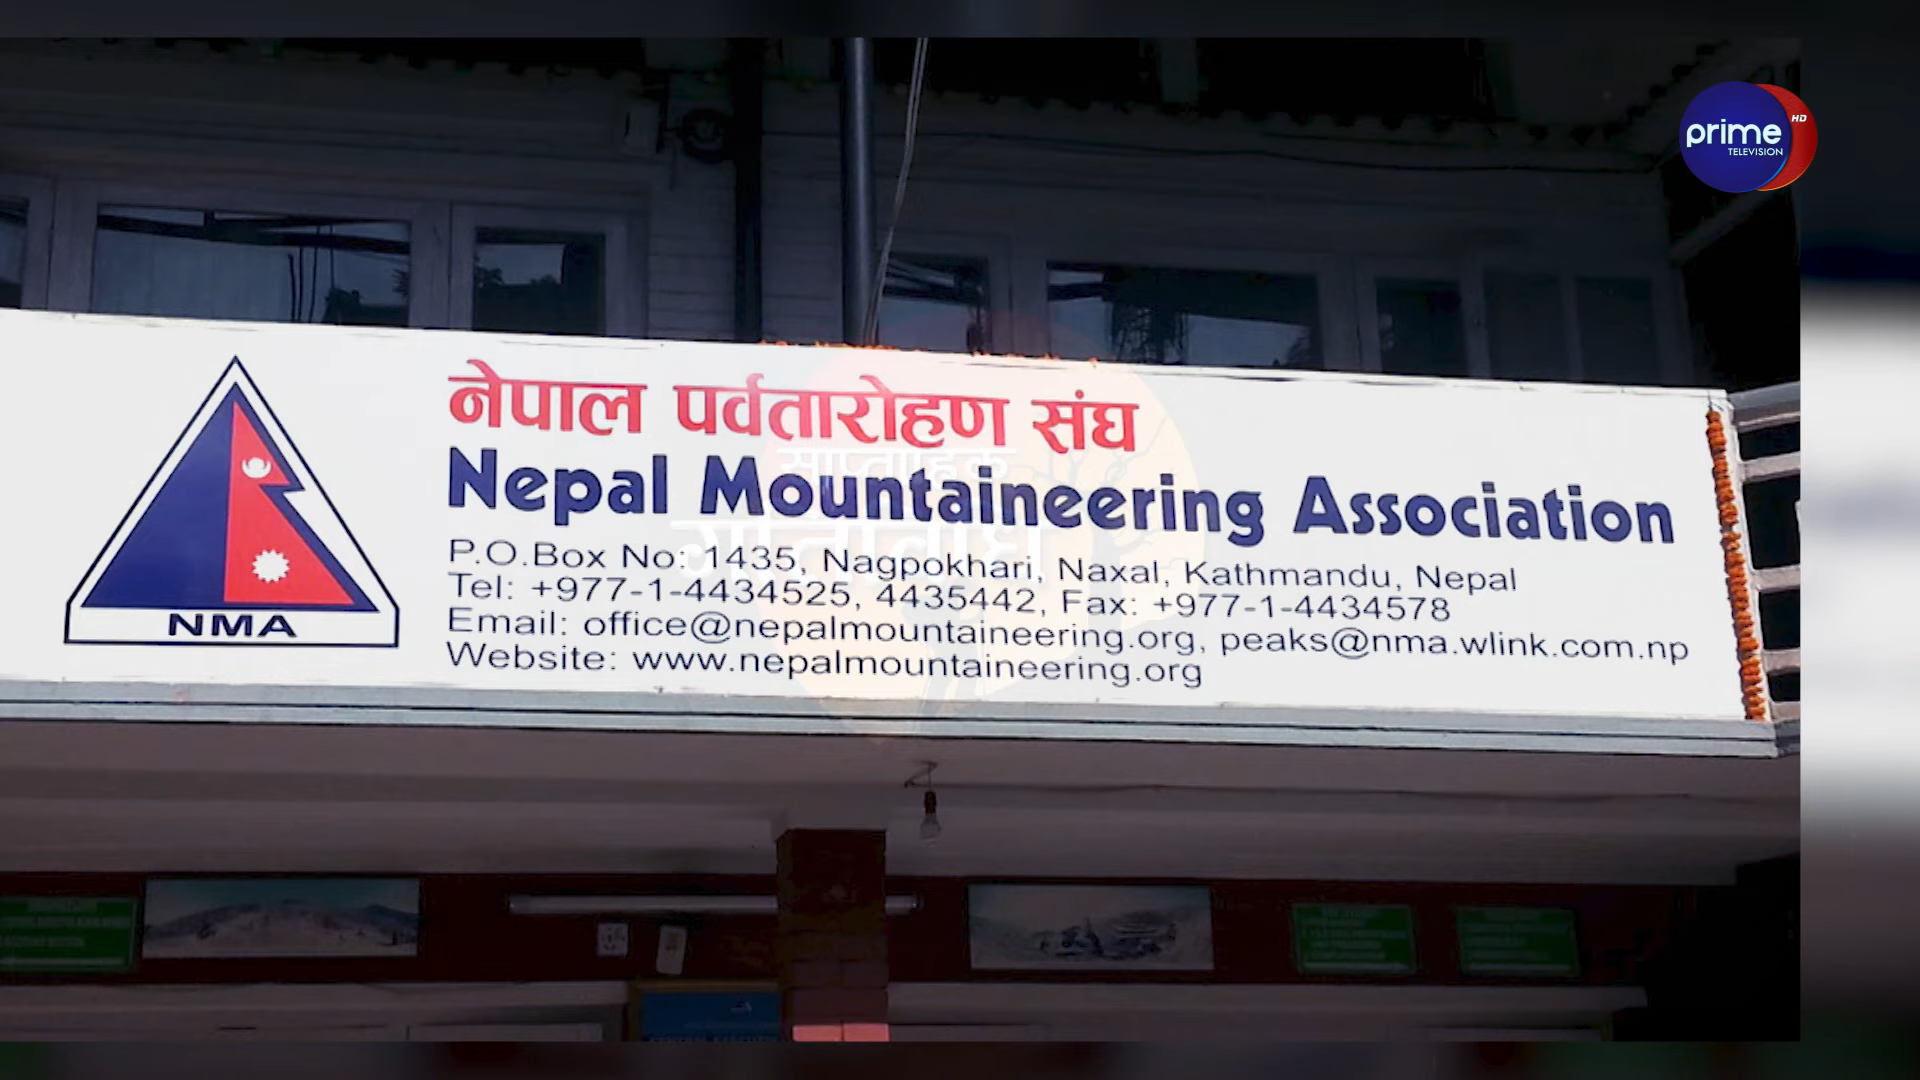 prime HD
TELEVISION
नेपाल पर्वतारोहण संघ
Nepal Mountaineering Association
P.O.Box No: 1435, Nagpokhari, Naxal, Kathmandu, Nepal
Tel: +977-1-4434525, 4435442, Fax: +977-1-4434578
Email: office@nepalmountaineering.org, peaks@nma.wlink.com.np
Website: www.nepalmountaineering.org
NMA
साप्ताहिक